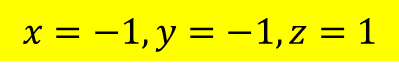 x = −1, y = −1, z = 1